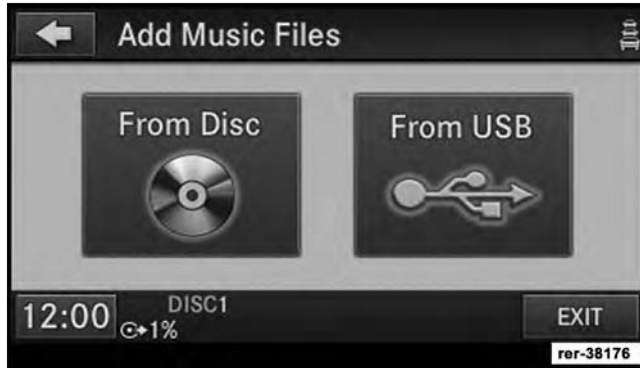 Add Music Files
From Disc
From USB
12:00
DISC1
1%
EXIT
rer-38176